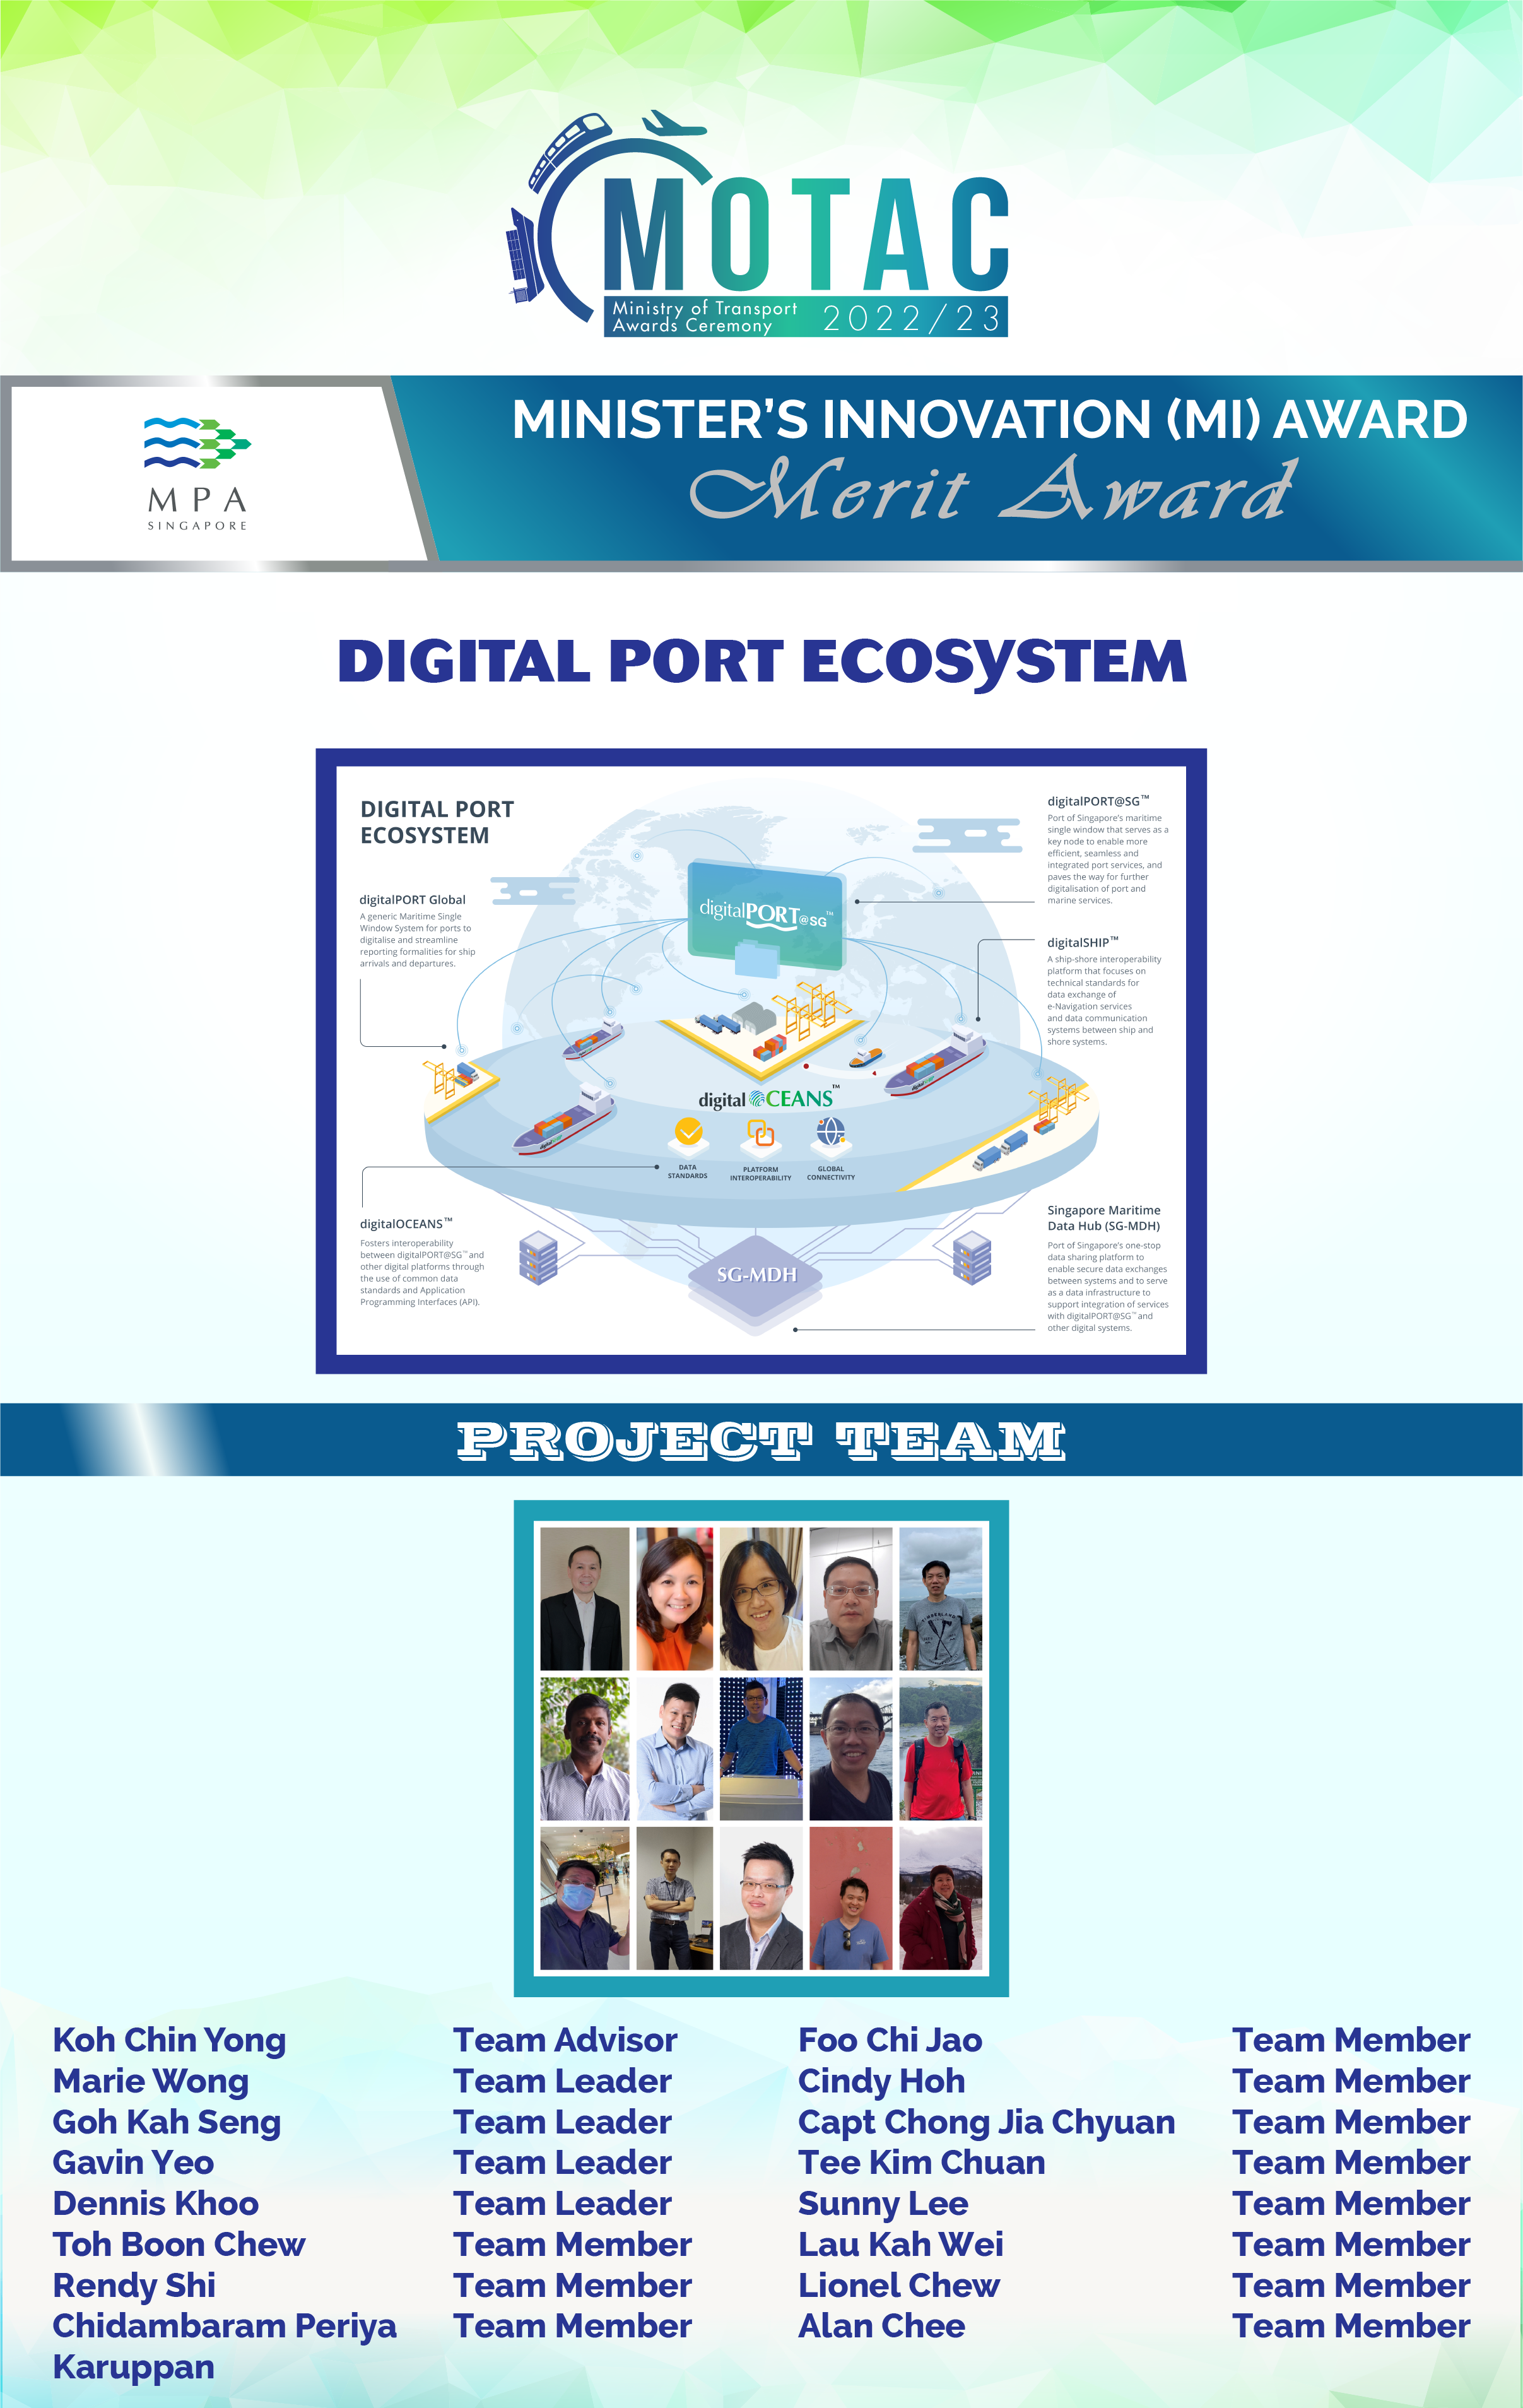 MOTAC
Ministry of Transport
Awards Ceremony 2022/23
MPA
SINGAPORE
MINISTER'S INNOVATION (MI) AWARD
Merit Award
DIGITAL PORT ECOSYSTEM
DIGITAL PORT
ECOSYSTEM
digitalPORT Global
A generic Maritime Single
Window System for ports to
digitalise and streamline
reporting formalities for ship
arrivals and departures.
digitalPORT@SG™
digitalPORT@SG™
Port of Singapore's maritime
single window that serves as a
key node to enable more
efficient, seamless and
integrated port services, and
paves the way for further
digitalisation of port and
marine services.
digitalSHIP™
A ship-shore interoperability
platform that focuses on
technical standards for
data exchange of
e-Navigation services
and data communication
systems between ship and
shore systems.
digitalOCEANS™
DATA
STANDARDS
PLATFORM
INTEROPERABILITY
GLOBAL
CONNECTIVITY
digitalOCEANS™
Fosters interoperability
between digitalPORT@SG™ and
other digital platforms through
the use of common data
standards and Application
Programming Interfaces (API).
SG-MDH
Singapore Maritime
Data Hub (SG-MDH)
Port of Singapore's one-stop
data sharing platform to
enable secure data exchanges
between systems and to serve
as a data infrastructure to
support integration of services
with digitalPORT@SG™ and
other digital systems.
PROJECT TEAM
Koh Chin Yong Team Advisor
Marie Wong Team Leader
Goh Kah Seng Team Leader
Gavin Yeo Team Leader
Dennis Khoo Team Leader
Toh Boon Chew Team Member
Rendy Shi Team Member
Chidambaram Periya Team Member
Karuppan
Foo Chi Jao Team Member
Cindy Hoh Team Member
Capt Chong Jia Chyuan Team Member
Tee Kim Chuan Team Member
Sunny Lee Team Member
Lau Kah Wei Team Member
Lionel Chew Team Member
Alan Chee Team Member